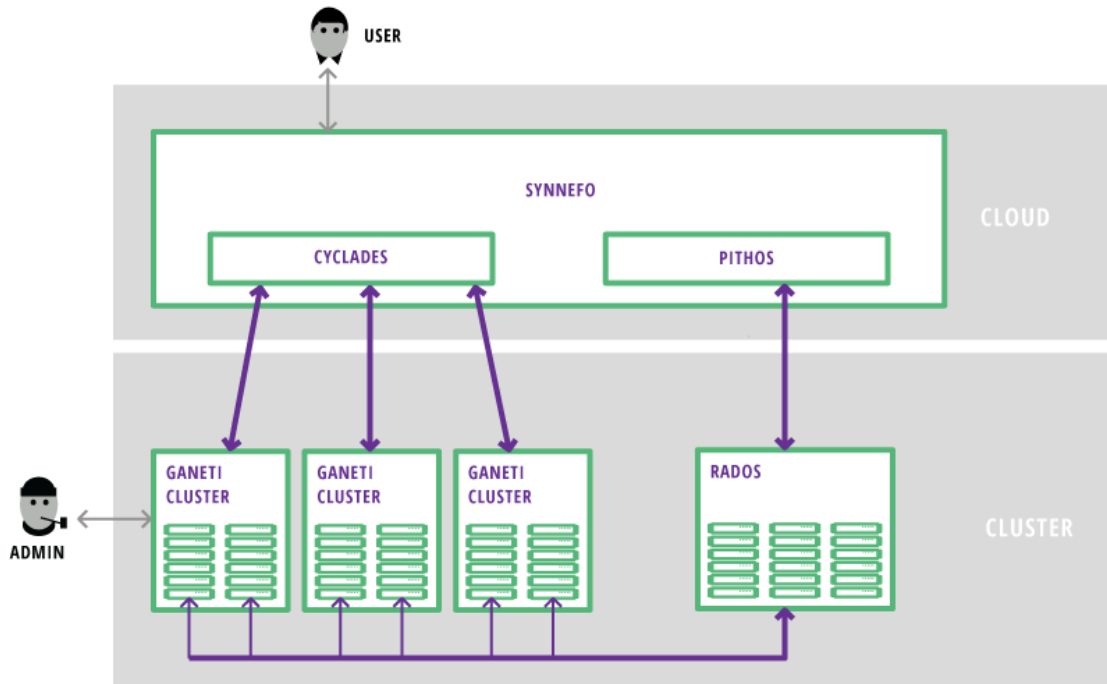 USER
SYNNEFO
CLOUD
CYCLADES
PITHOS
GANETI
CLUSTER
GANETI
CLUSTER
GANETI
CLUSTER
RADOS
CLUSTER
ADMIN